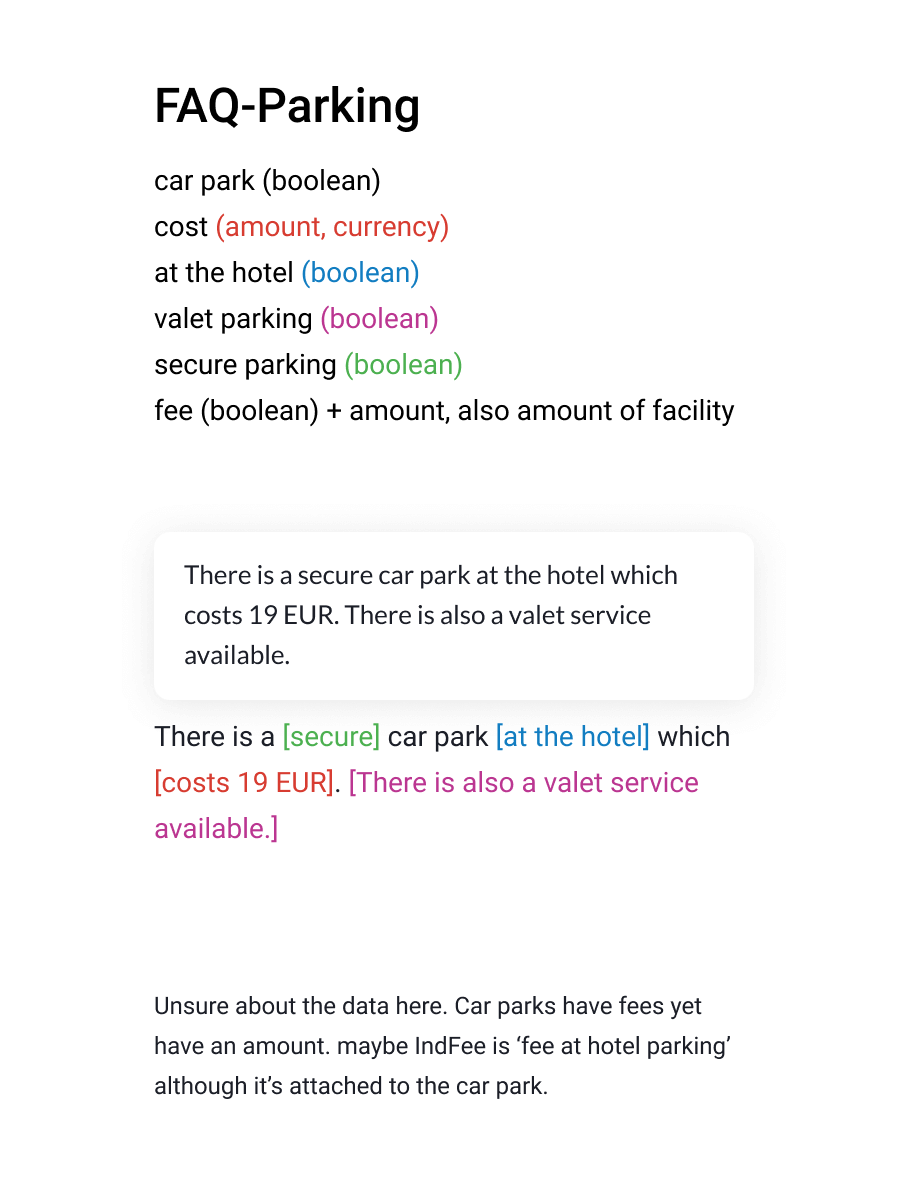 FAQ-Parking
car park (boolean)
cost (amount, currency)
at the hotel (boolean)
valet parking (boolean)
secure parking (boolean)
fee (boolean) + amount, also amount of facility
There is a secure car park at the hotel which
costs 19 EUR. There is also a valet service
available.
There is a [secure] car park [at the hotel] which
[costs 19 EUR]. [There is also a valet service
available.]
Unsure about the data here. Car parks have fees yet
have an amount. maybe IndFee is ‘fee at hotel parking’
although it’s attached to the car park.